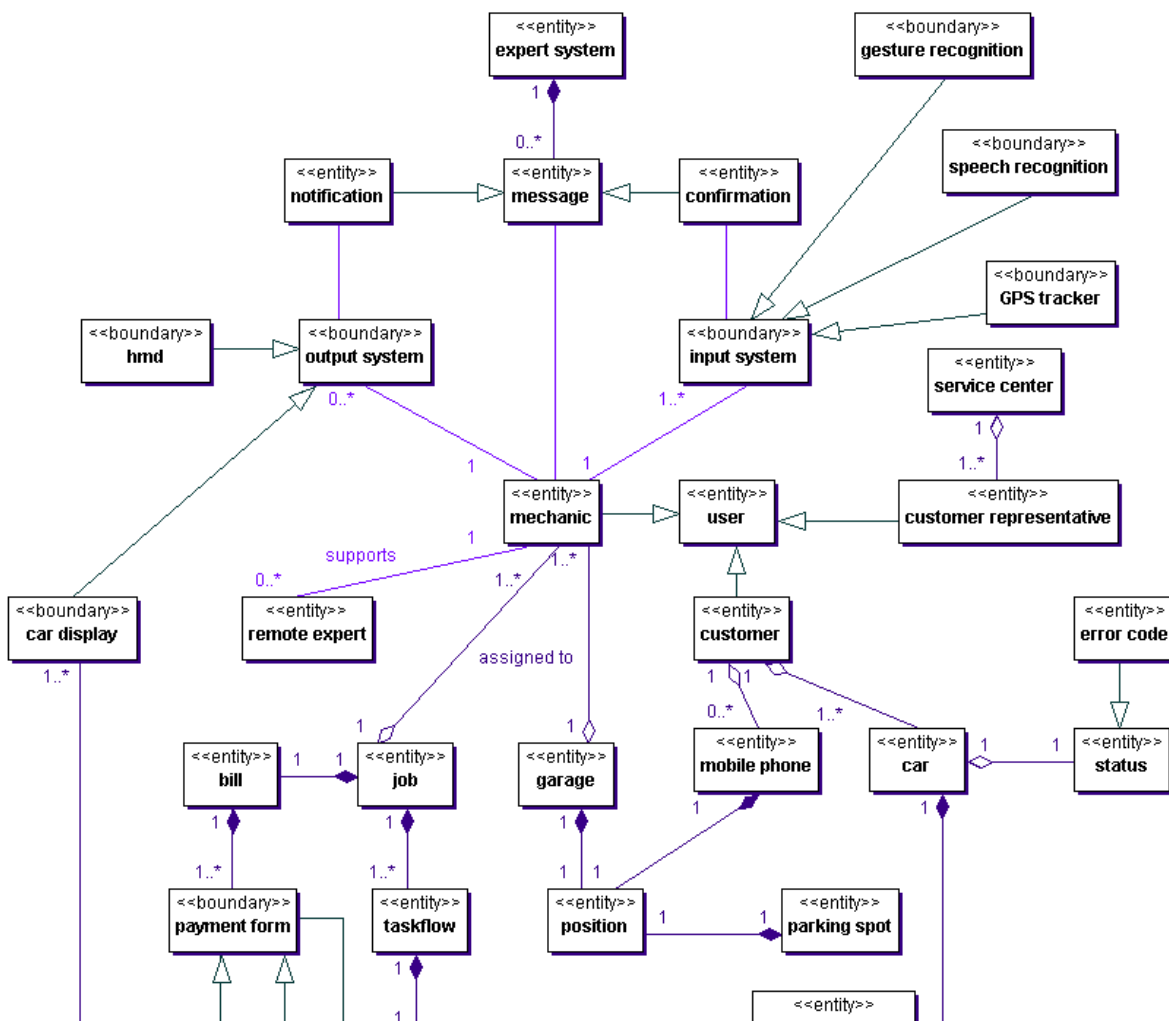 <<entity>>
expert system
<<boundary>>
gesture recognition
1
0..*
<<boundary>>
speech recognition
<<entity>>
notification
<<entity>>
message
<<entity>>
confirmation
<<boundary>>
GPS tracker
<<boundary>>
hmd
<<boundary>>
output system
<<boundary>>
input system
<<entity>>
service center
0..*
1..*
1
1..*
1
1
<<entity>>
mechanic
<<entity>>
user
<<entity>>
customer representative
1
supports
0..*
1..*
1..*
<<boundary>>
car display
1..*
<<entity>>
remote expert
<<entity>>
customer
<<entity>>
error code
assigned to
1
1
0..*
1..*
1
1
<<entity>>
bill
1
1
<<entity>>
job
<<entity>>
garage
<<entity>>
mobile phone
<<entity>>
car
1
1
<<entity>>
status
1
1
1
1
1
1..*
1..*
1
1
<<boundary>>
payment form
<<entity>>
taskflow
<<entity>>
position
1
1
<<entity>>
parking spot
1
1
<<entity>>